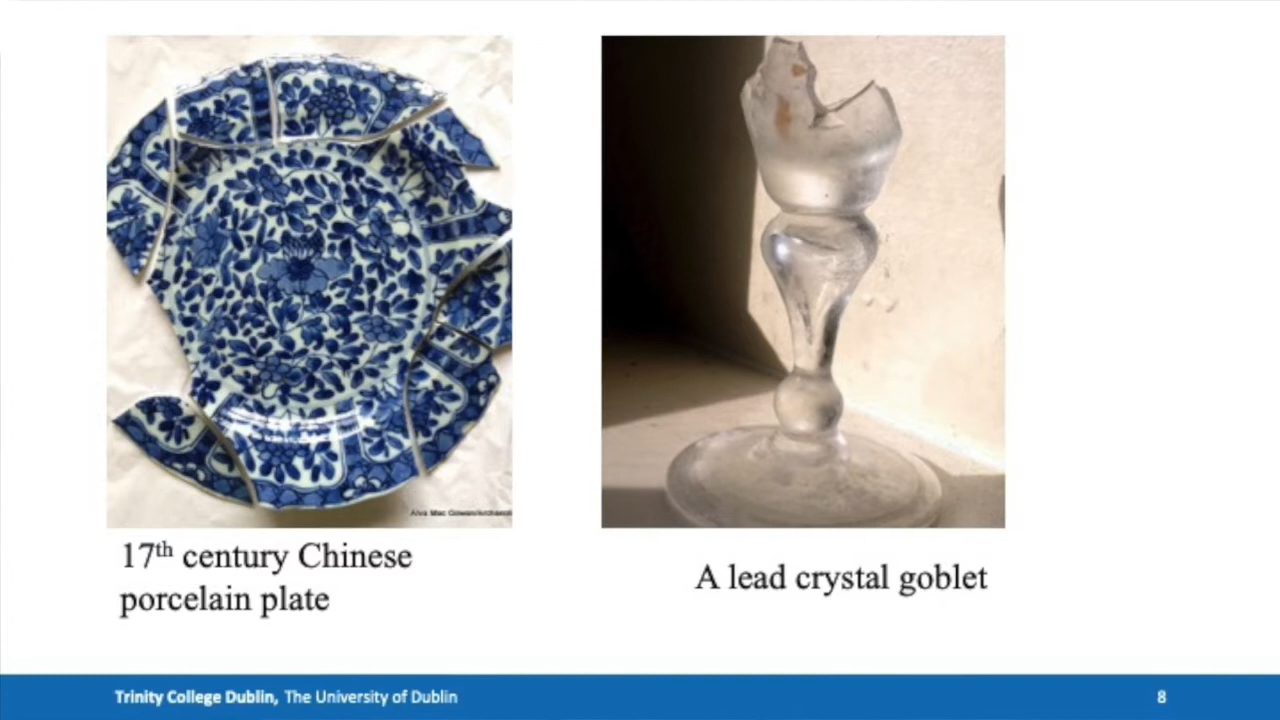 17th century Chinese
porcelain plate
A lead crystal goblet
Trinity College Dublin, The University of Dublin
8